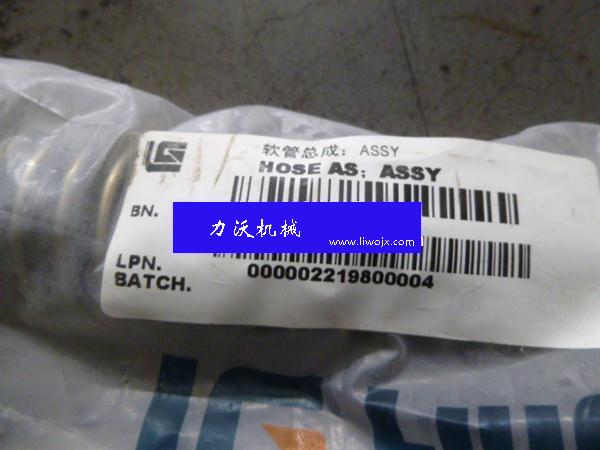 软管总成：ASSY
HOSE AS：ASSY
BN.
力沃机械
www.liwojx.com
LPN.
000002219800004
BATCH.